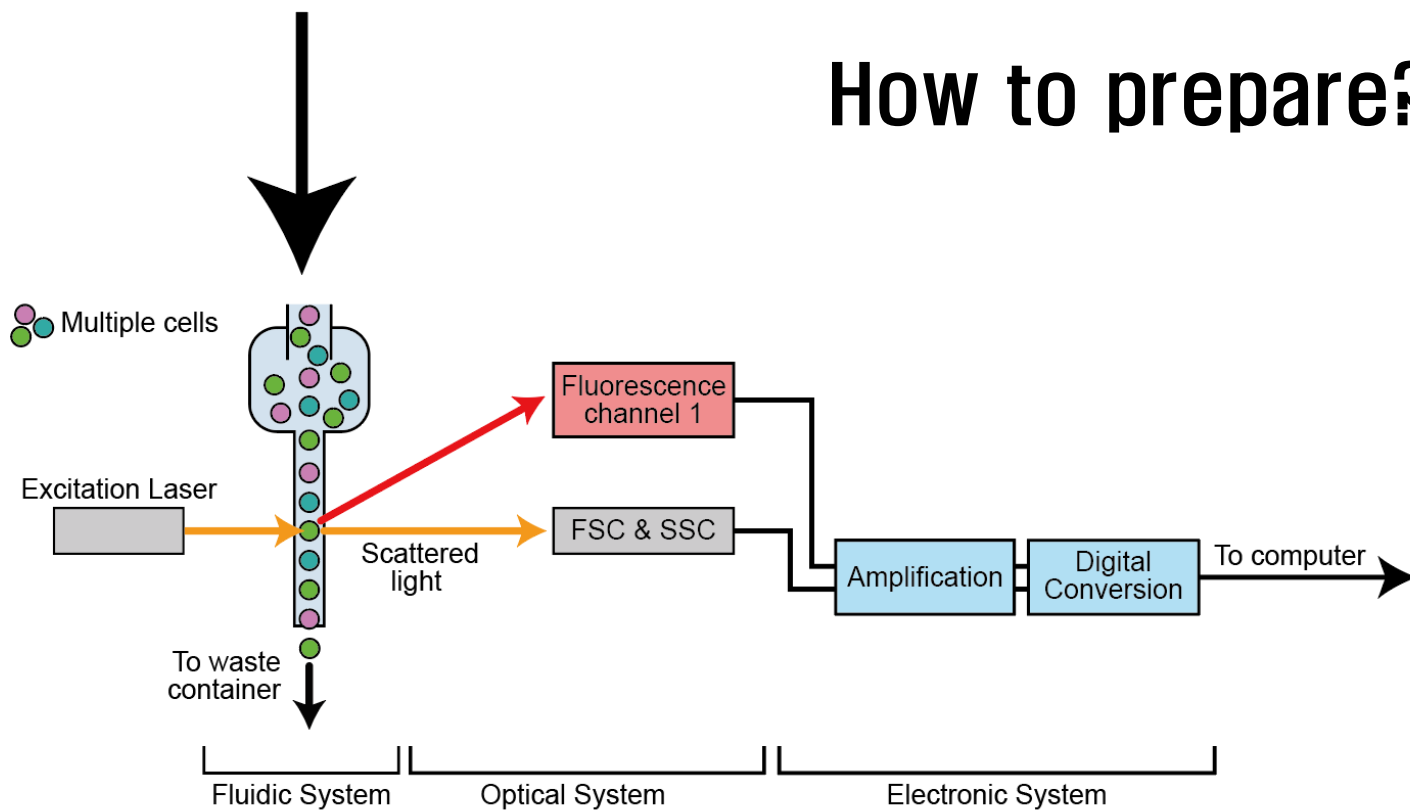 How to prepare?
Multiple cells
Fluorescence
channel 1
Excitation Laser
FSC & SSC
Scattered
light
Amplification
Digital
Conversion
To computer
To waste
container
Fluidic System
Optical System
Electronic System